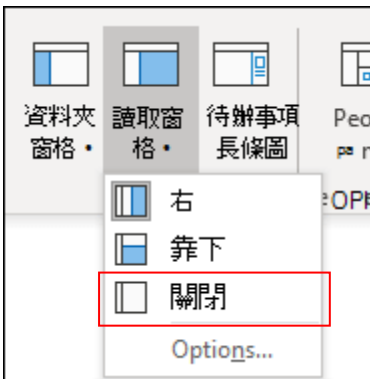 資料夾
窗格・
讀取窗
格・
待辦事項
長條圖
Peo
右
靠下
關閉
Options...